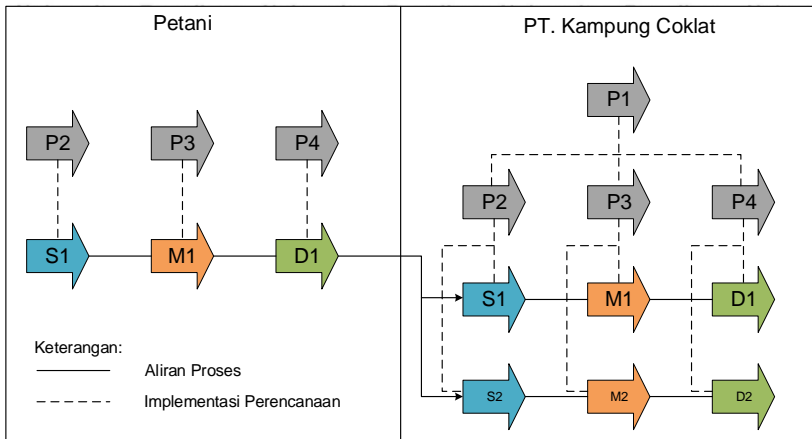 Petani
PT. Kampung Coklat
P1
P2
P3
P4
P2
P3
P4
S1
M1
D1
S1
M1
D1
Keterangan:
Aliran Proses
Implementasi Perencanaan
S2
M2
D2